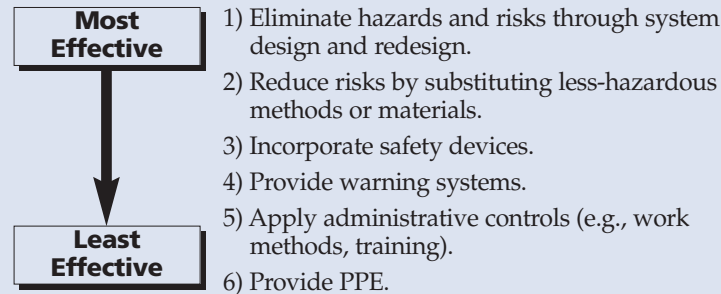 Most
Effective
1) Eliminate hazards and risks through system
design and redesign.
2) Reduce risks by substituting less-hazardous
methods or materials.
3) Incorporate safety devices.
4) Provide warning systems.
5) Apply administrative controls (e.g., work
methods, training).
Least
Effective
6) Provide PPE.